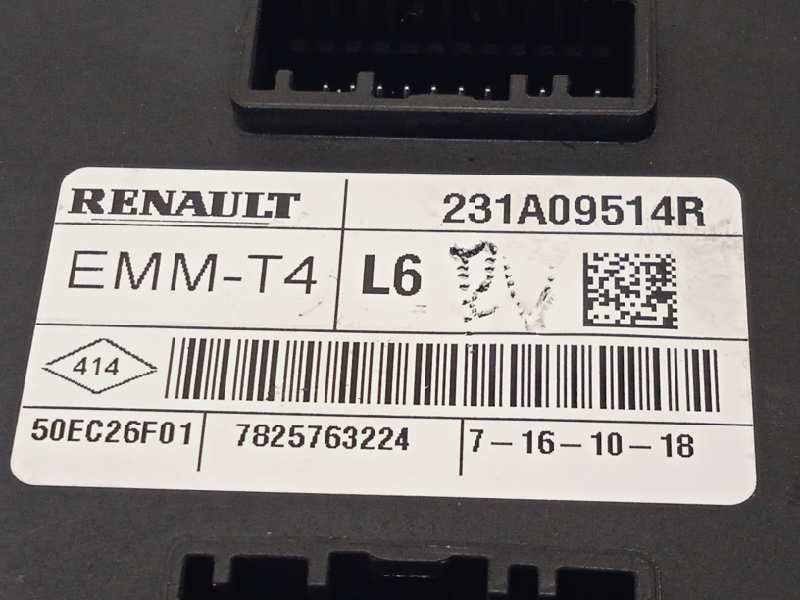 RENAULT 231A09514R
EMM-T4 L6
414
50EC26F01 7825763224 7-16-10-18